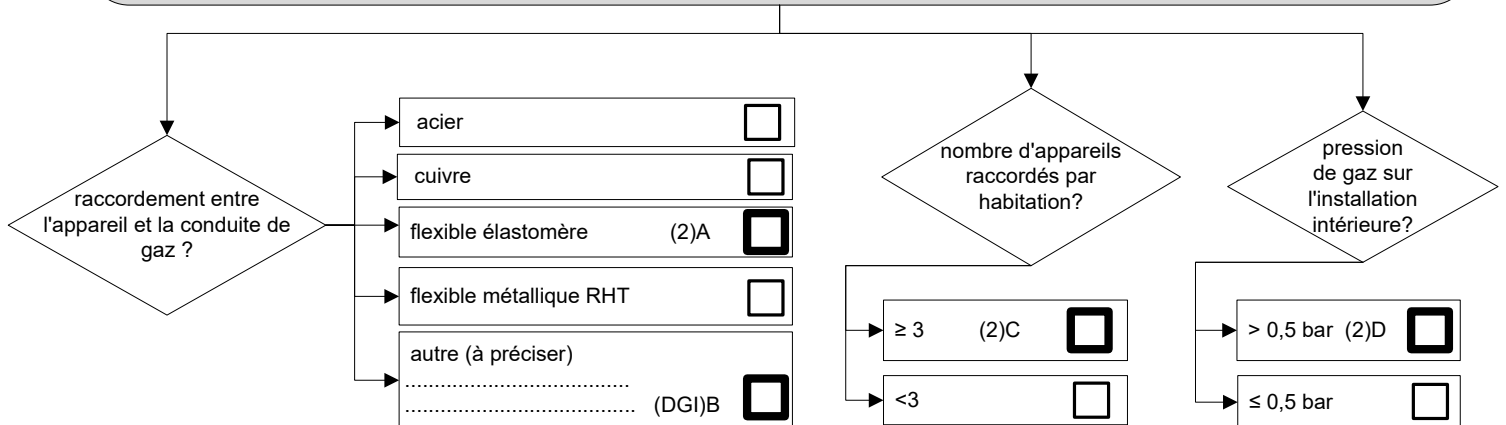 raccordement entre
l'appareil et la conduite de
gaz ?
acier
cuivre
flexible élastomère (2)A
flexible métallique RHT
autre (à préciser)
.....................................
...................................... (DGI)B
nombre d'appareils
raccordés par
habitation?
≥ 3 (2)C
<3
pression
de gaz sur
l'installation
intérieure?
> 0,5 bar (2)D
≤ 0,5 bar